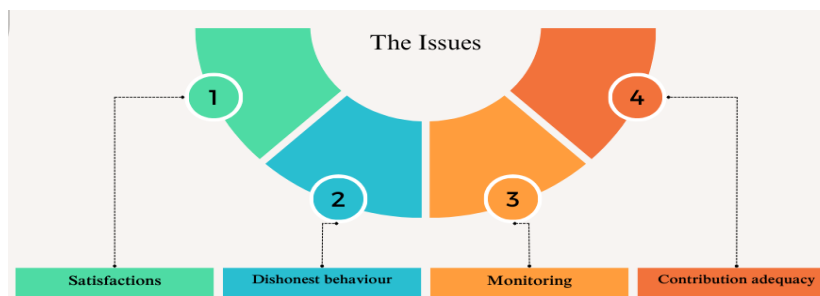 The Issues
1
4
2
3
Satisfactions
Dishonest behaviour
Monitoring
Contribution adequacy